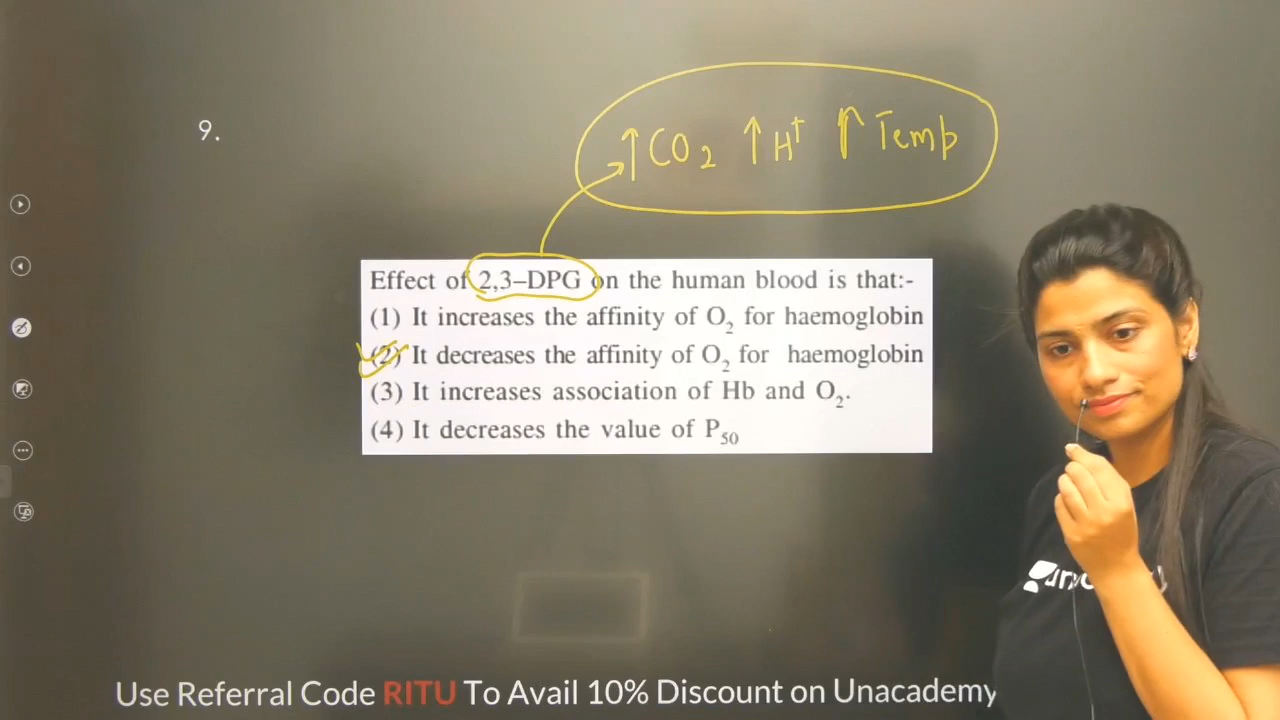 9.
↑CO₂ ↑H⁺ ↑Temp
Effect of 2,3–DPG on the human blood is that:-
(1) It increases the affinity of O₂ for haemoglobin
(2) It decreases the affinity of O₂ for haemoglobin
(3) It increases association of Hb and O₂.
(4) It decreases the value of P₅₀
Use Referral Code RITU To Avail 10% Discount on Unacademy